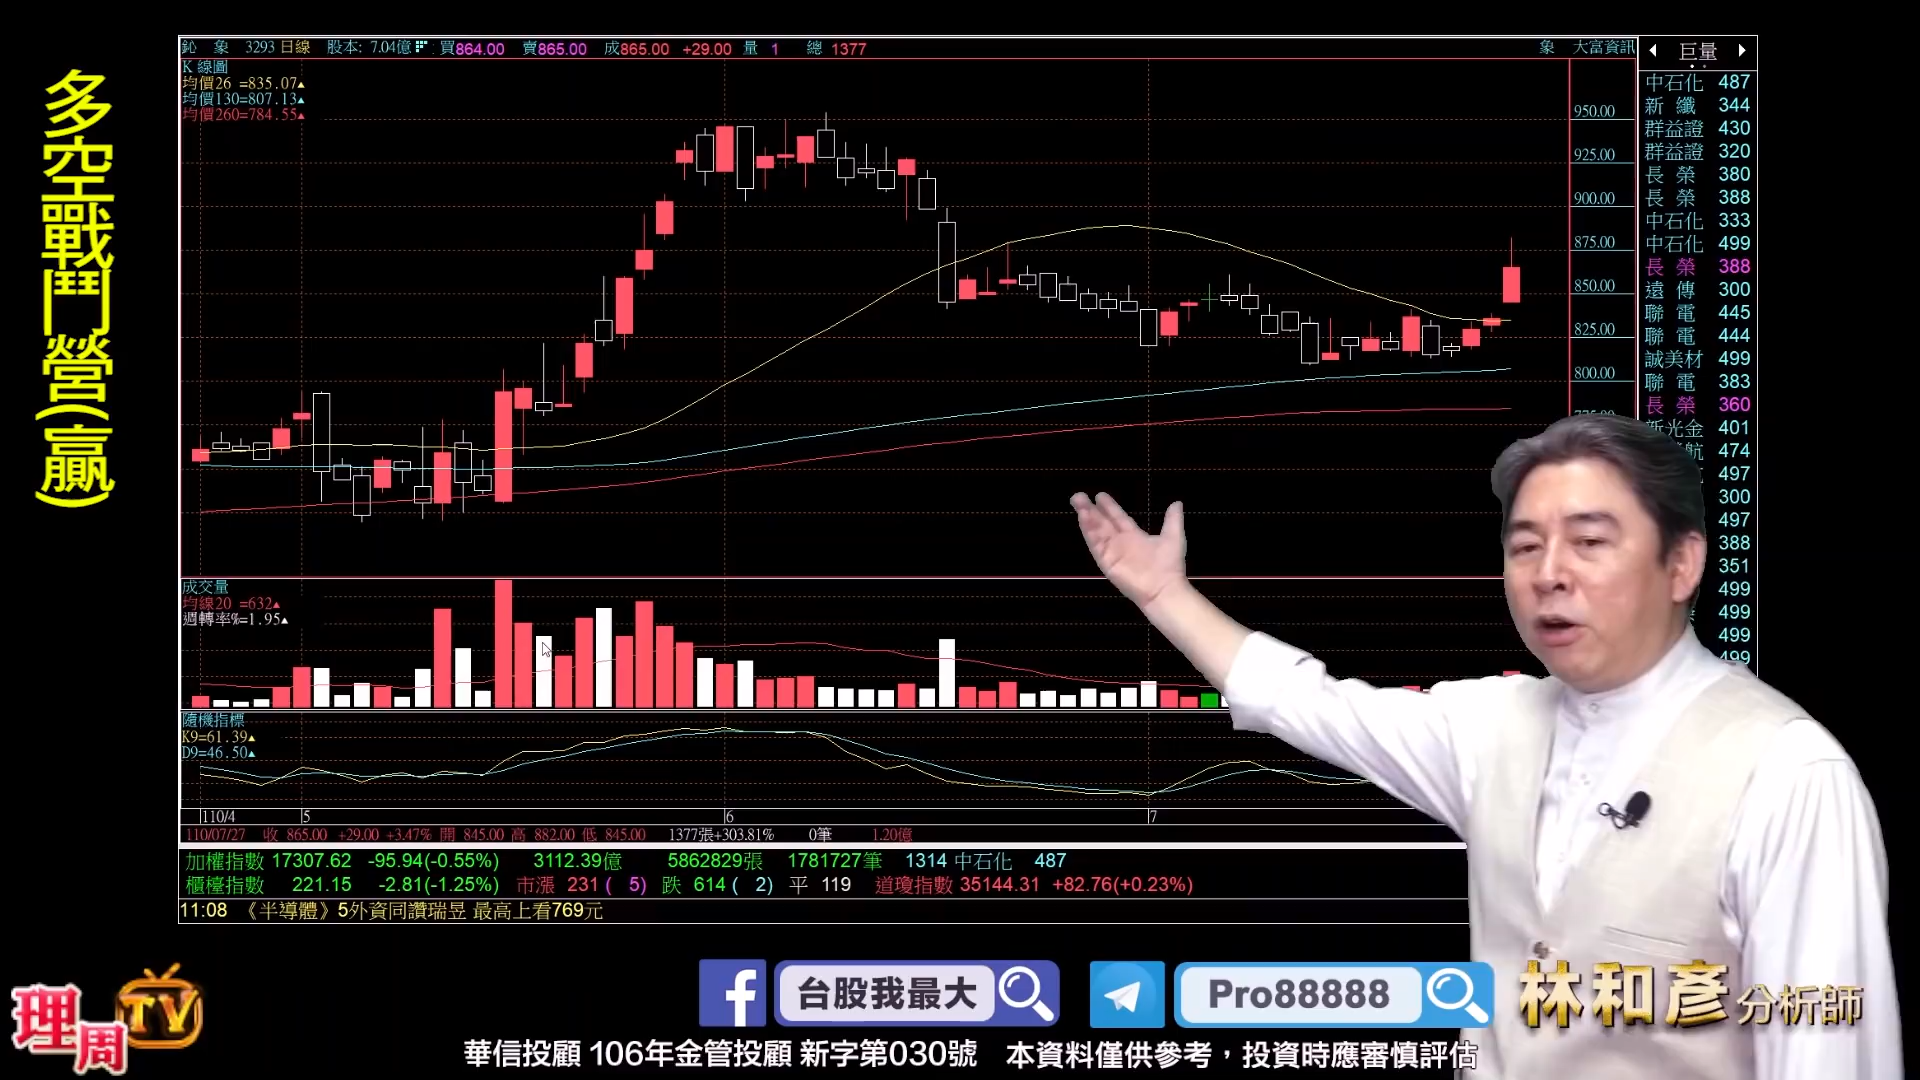 多空戰鬥營(贏)
鈊 象 3293 日線 股本: 7.04億 買864.00 賣865.00 成865.00 +29.00 量 1 總 1377 象 大富資訊
K 線圖
均價26 =835.07▲
均價130=807.13▲
均價260=784.55▲
950.00
925.00
900.00
875.00
850.00
825.00
800.00
成交量
均線20 =632▲
週轉率%=1.95▲
隨機指標
K9=61.39▲
D9=46.50▲
110/4 5 6 7
110/07/27 收 865.00 +29.00 +3.47% 開 845.00 高 882.00 低 845.00 1377張+303.81% 0筆 1.20億
加權指數 17307.62 -95.94(-0.55%) 3112.39億 5862829張 1781727筆 1314 中石化 487
櫃檯指數 221.15 -2.81(-1.25%) 市漲 231 ( 5) 跌 614 ( 2) 平 119 道瓊指數 35144.31 +82.76(+0.23%)
11:08 《半導體》5外資同讚瑞昱 最高上看769元
巨量
中石化 487
新 纖 344
群益證 430
群益證 320
長 榮 380
長 榮 388
中石化 333
中石化 499
長 榮 388
遠 傳 300
聯 電 445
聯 電 444
誠美材 499
聯 電 383
長 榮 360
新光金 401
航 474
497
300
497
388
351
499
499
499
499
理周TV
台股我最大
Pro88888
林和彥 分析師
華信投顧 106年金管投顧 新字第030號 本資料僅供參考，投資時應審慎評估